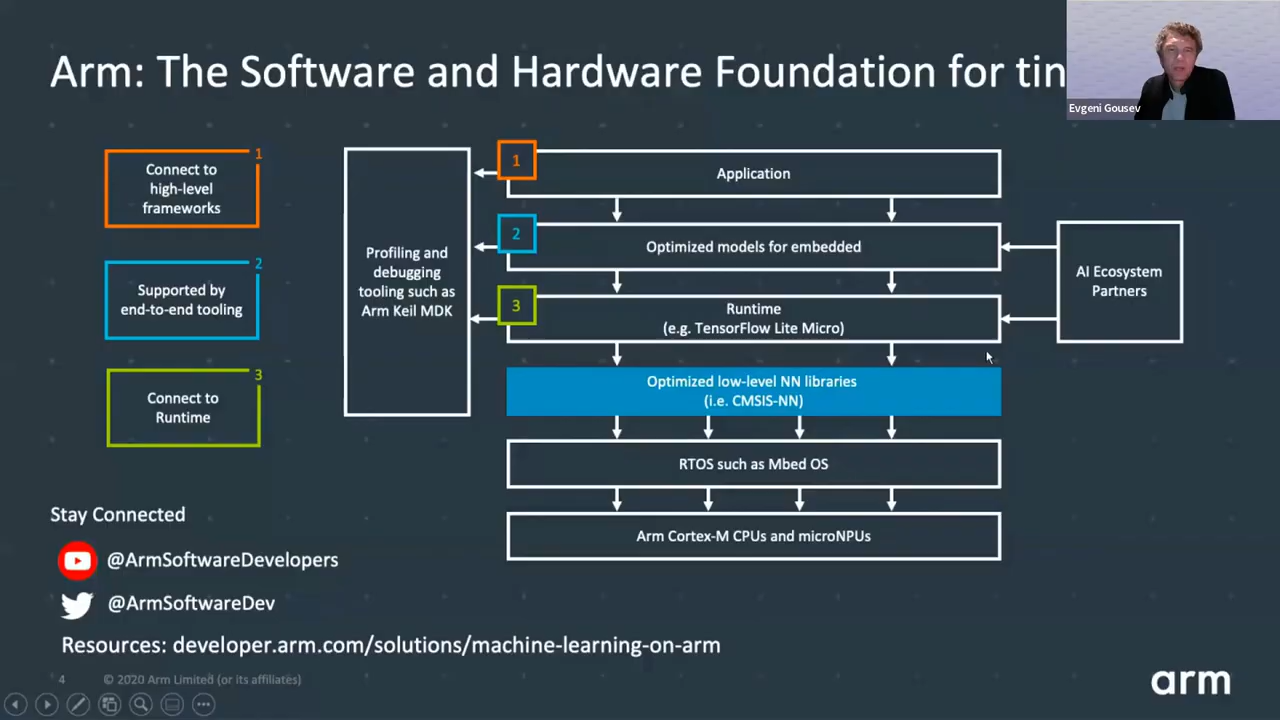 Arm: The Software and Hardware Foundation for tin
Evgeni Gousev
1
Connect to
high-level
frameworks
2
Supported by
end-to-end tooling
3
Connect to
Runtime
Profiling and
debugging
tooling such as
Arm Keil MDK
1
Application
2
Optimized models for embedded
3
Runtime
(e.g. TensorFlow Lite Micro)
Optimized low-level NN libraries
(i.e. CMSIS-NN)
RTOS such as Mbed OS
Arm Cortex-M CPUs and microNPUs
AI Ecosystem
Partners
Stay Connected
@ArmSoftwareDevelopers
@ArmSoftwareDev
Resources: developer.arm.com/solutions/machine-learning-on-arm
4 © 2020 Arm Limited (or its affiliates)
arm